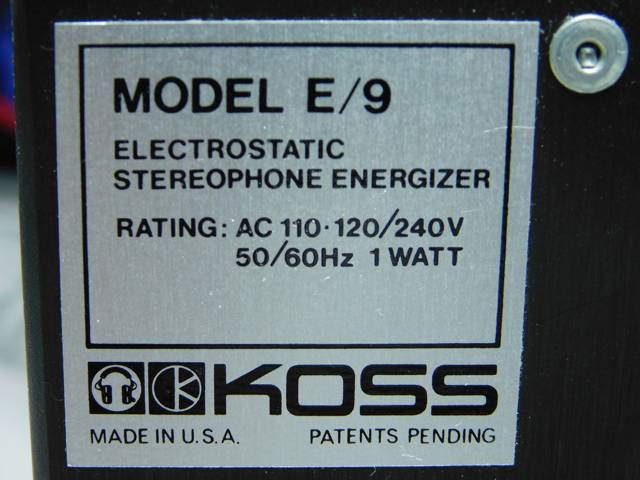 MODEL E/9
ELECTROSTATIC
STEREOPHONE ENERGIZER
RATING: AC 110·120/240V
50/60Hz 1 WATT
KOSS
MADE IN U.S.A. PATENTS PENDING